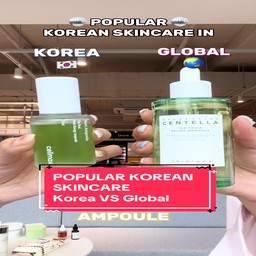 POPULAR
KOREAN SKINCARE IN
KOREA
GLOBAL
CENTELLA
POPULAR KOREAN
SKINCARE
Korea VS Global
AMPOULE